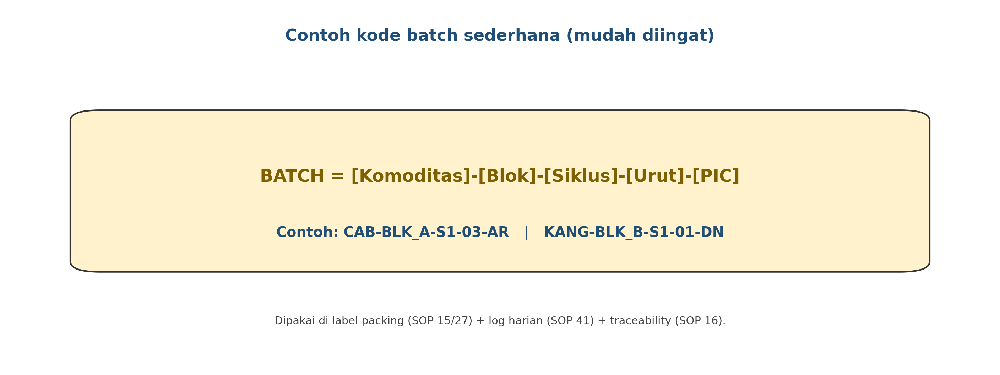 Contoh kode batch sederhana (mudah diingat)
BATCH = [Komoditas]-[Blok]-[Siklus]-[Urut]-[PIC]
Contoh: CAB-BLK_A-S1-03-AR | KANG-BLK_B-S1-01-DN
Dipakai di label packing (SOP 15/27) + log harian (SOP 41) + traceability (SOP 16).